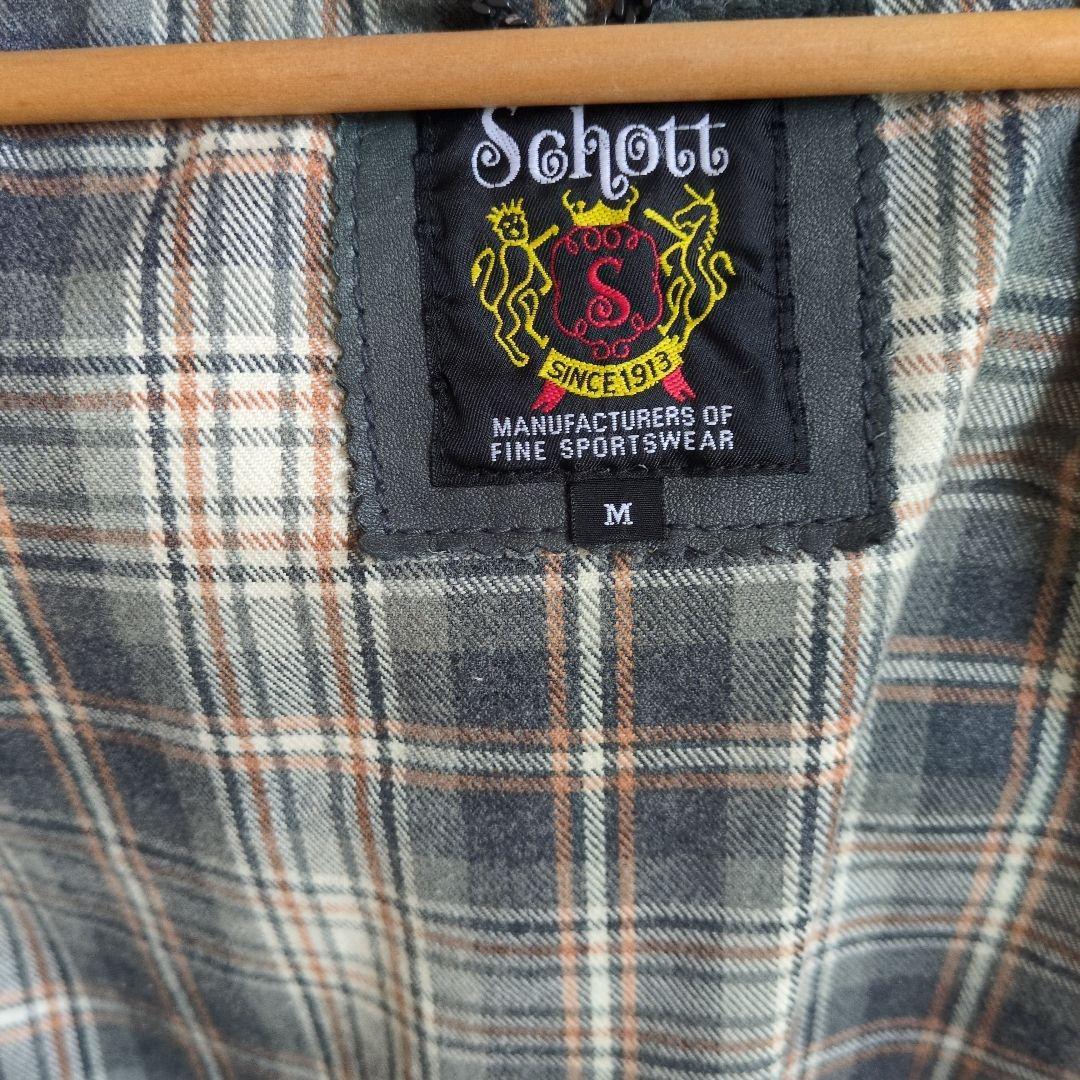 Schott
S
SINCE 1913
MANUFACTURERS OF
FINE SPORTSWEAR
M